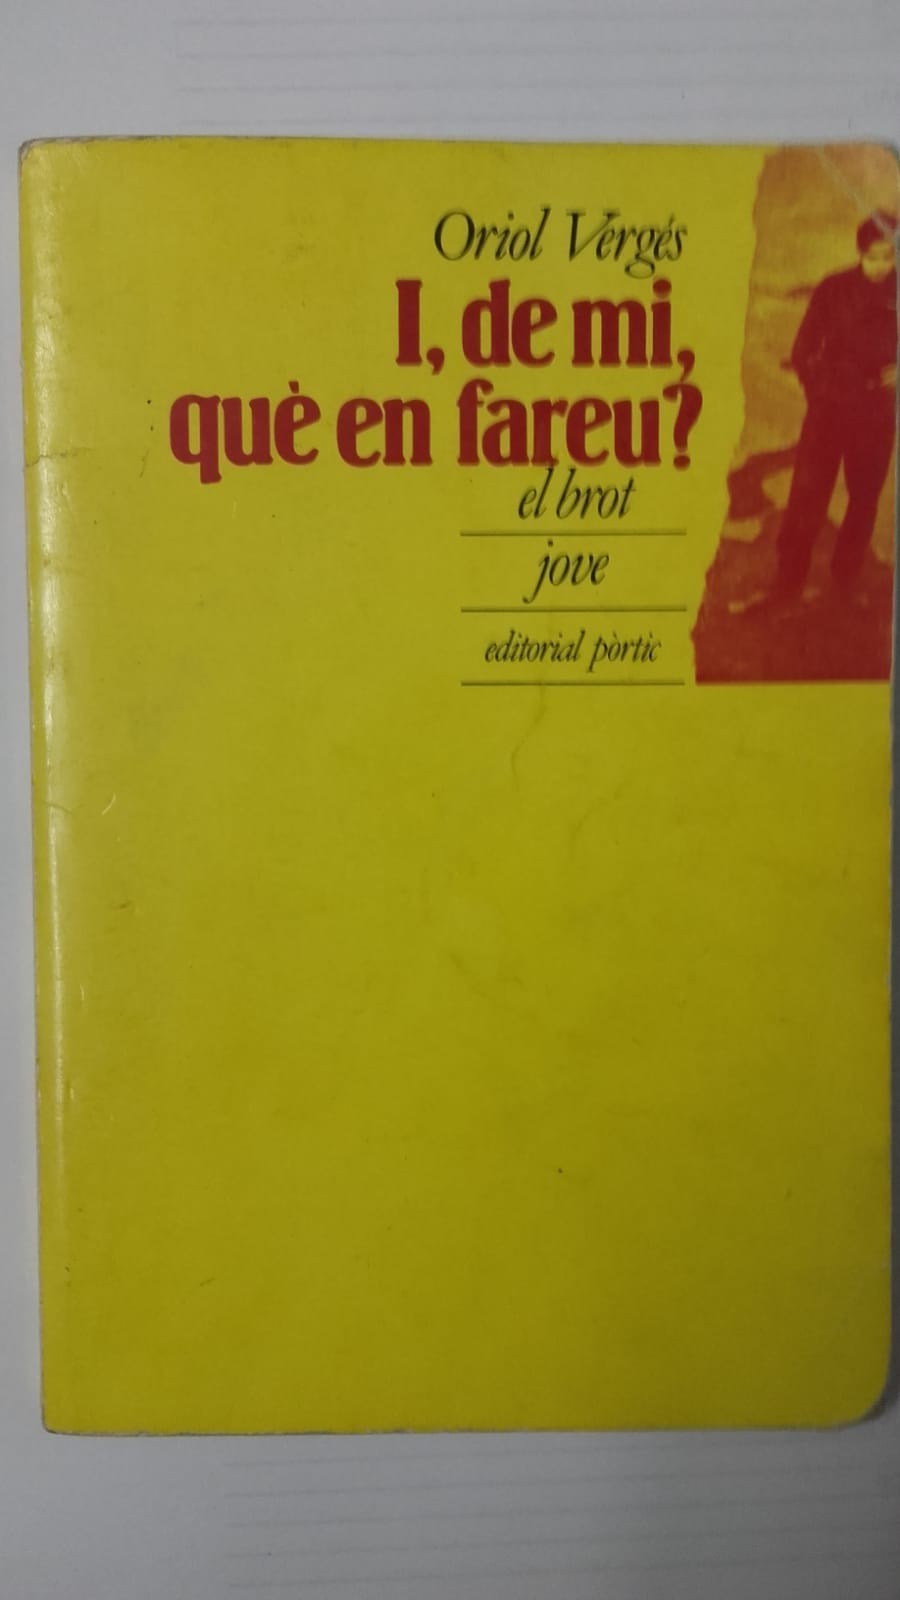 Oriol Vergés
I, de mi,
què en fareu?
el brot
jove
editorial pòrtic